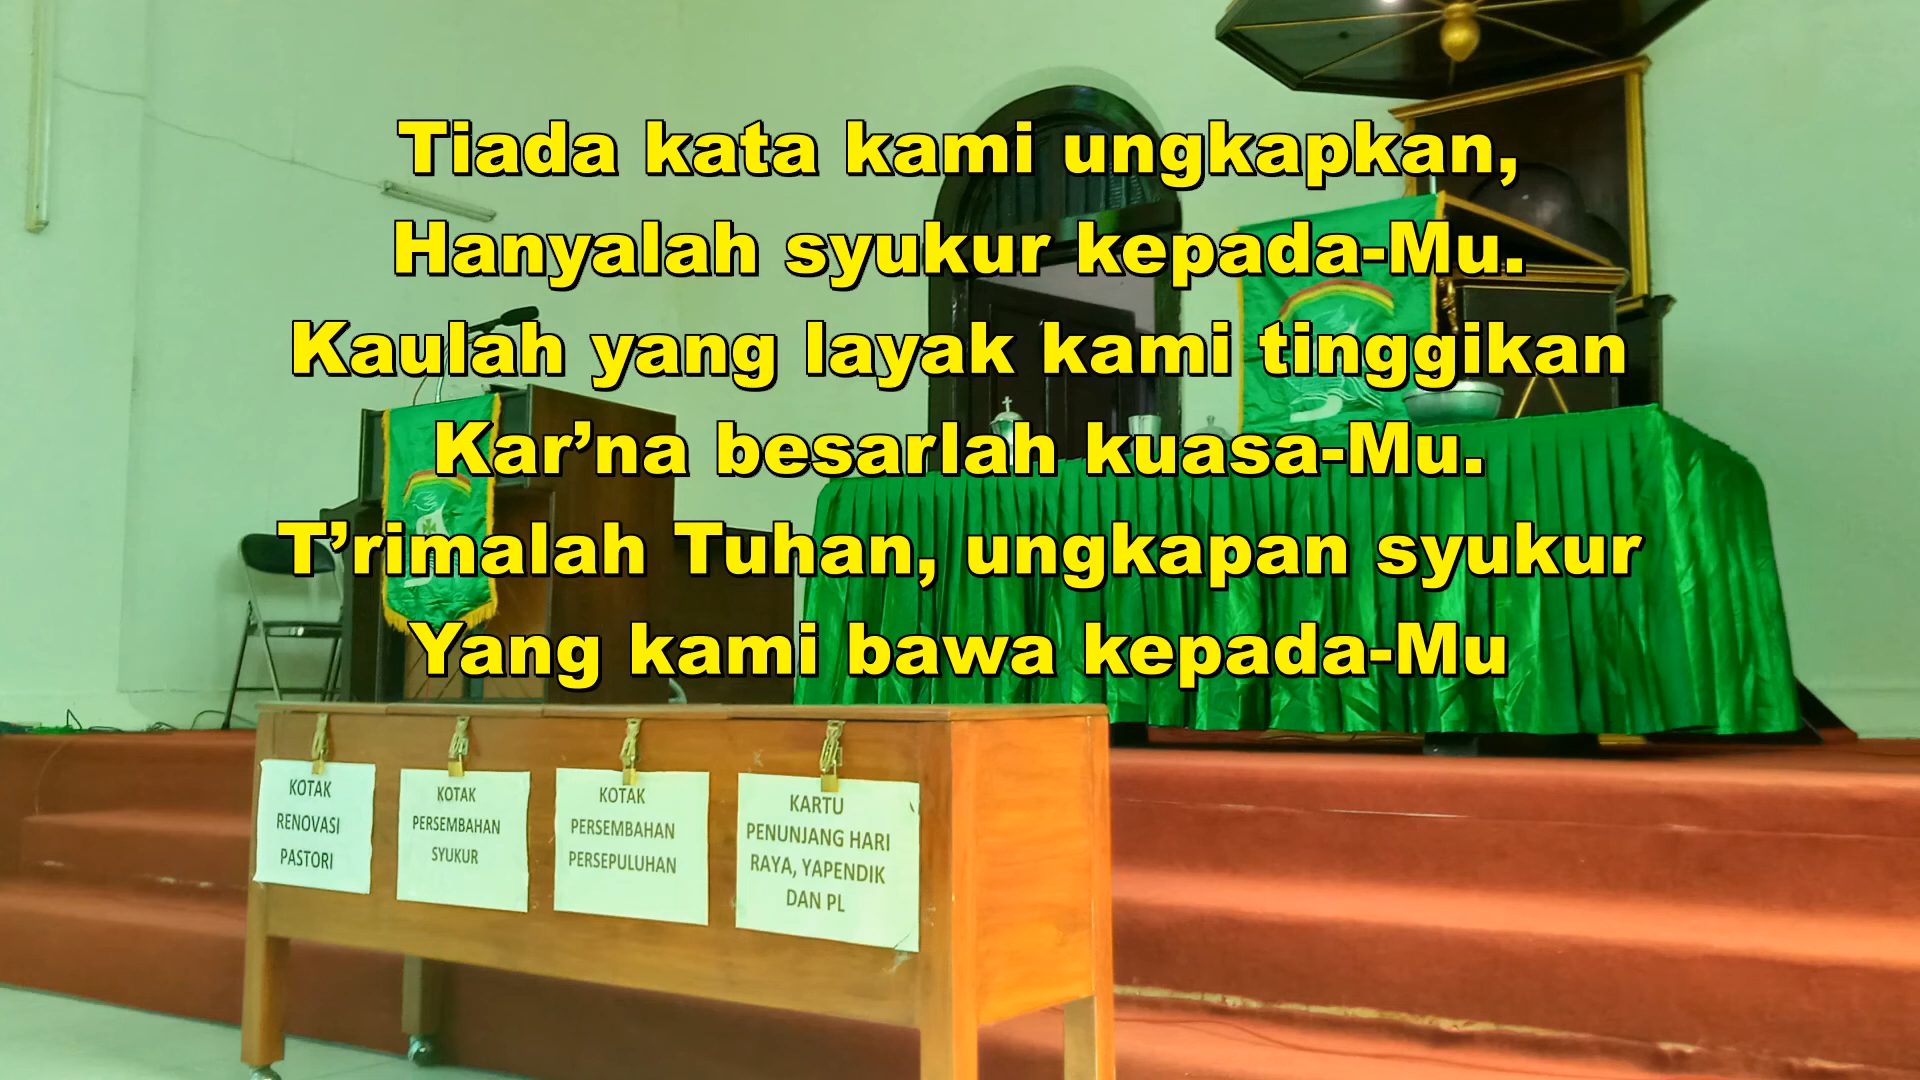 Tiada kata kami ungkapkan,
Hanyalah syukur kepada-Mu.
Kaulah yang layak kami tinggikan
Kar’na besarlah kuasa-Mu.
T’rimalah Tuhan, ungkapan syukur
Yang kami bawa kepada-Mu
KOTAK
RENOVASI
PASTORI
KOTAK
PERSEMBAHAN
SYUKUR
KOTAK
PERSEMBAHAN
PERSEPULUHAN
KARTU
PENUNJANG HARI
RAYA, YAPENDIK
DAN PL